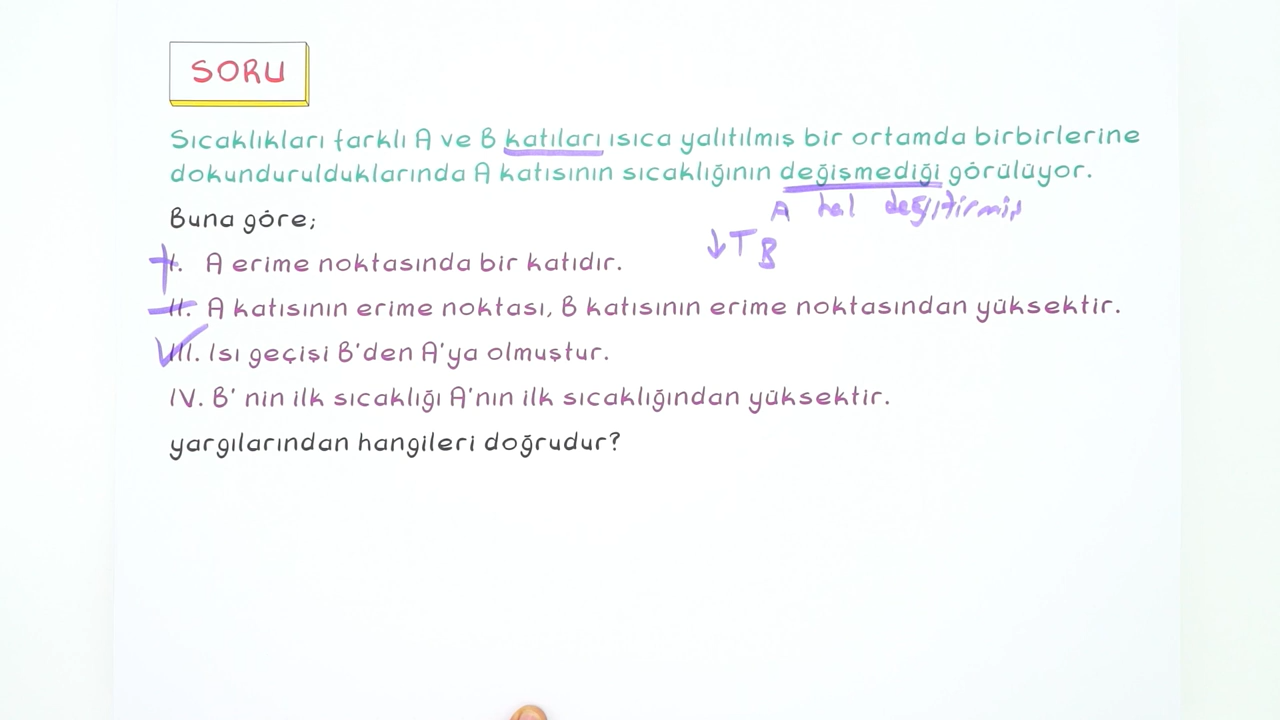 SORU
Sıcaklıkları farklı A ve B katıları ısıca yalıtılmış bir ortamda birbirlerine
dokundurulduklarında A katısının sıcaklığının değişmediği görülüyor.
A hal değiştirmiş
Buna göre;
↓TB
I. A erime noktasında bir katıdır.
II. A katısının erime noktası, B katısının erime noktasından yüksektir.
III. Isı geçişi B'den A'ya olmuştur.
IV. B' nin ilk sıcaklığı A'nın ilk sıcaklığından yüksektir.
yargılarından hangileri doğrudur?